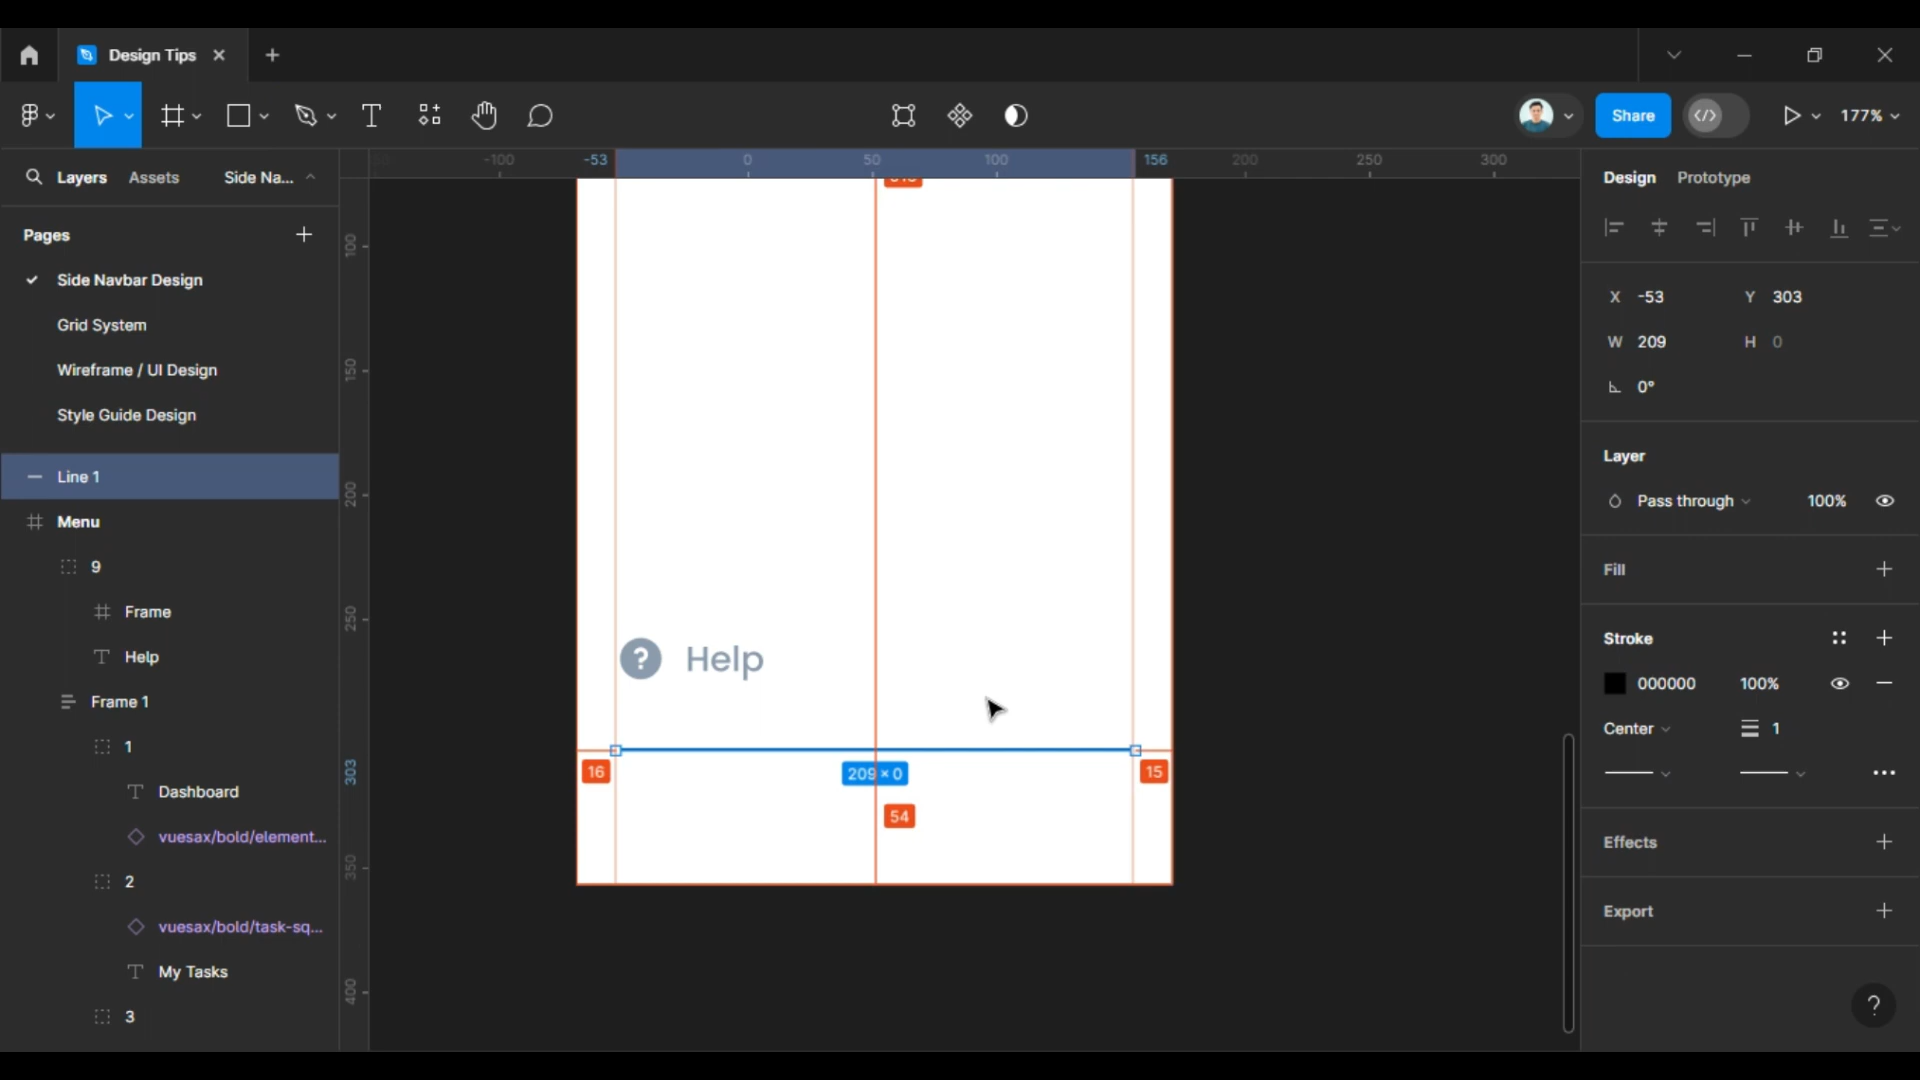 Design Tips
Share
177%
Layers
Assets
Side Na...
Pages
Side Navbar Design
Grid System
Wireframe / UI Design
Style Guide Design
Line 1
Menu
9
Frame
Help
Frame 1
1
Dashboard
vuesax/bold/element...
2
vuesax/bold/task-sq...
My Tasks
3
-100
-53
0
50
100
156
200
250
300
100
150
200
250
303
350
400
? Help
16
209 × 0
15
54
Design
Prototype
X -53
Y 303
W 209
H 0
0°
Layer
Pass through
100%
Fill
Stroke
000000
100%
Center
1
Effects
Export
?